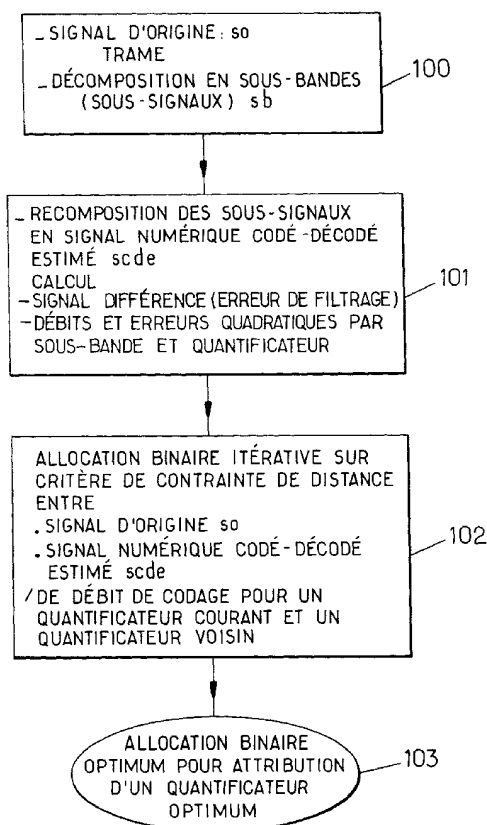 _ SIGNAL D'ORIGINE: so
TRAME
_ DÉCOMPOSITION EN SOUS-BANDES
(SOUS-SIGNAUX) sb
100
_ RECOMPOSITION DES SOUS-SIGNAUX
EN SIGNAL NUMÉRIQUE CODÉ-DÉCODÉ
ESTIMÉ scde
CALCUL
- SIGNAL DIFFÉRENCE (ERREUR DE FILTRAGE)
- DÉBITS ET ERREURS QUADRATIQUES PAR
SOUS-BANDE ET QUANTIFICATEUR
101
ALLOCATION BINAIRE ITÉRATIVE SUR
CRITÈRE DE CONTRAINTE DE DISTANCE
ENTRE
. SIGNAL D'ORIGINE so
. SIGNAL NUMÉRIQUE CODÉ-DÉCODÉ
ESTIMÉ scde
/ DE DÉBIT DE CODAGE POUR UN
QUANTIFICATEUR COURANT ET UN
QUANTIFICATEUR VOISIN
102
ALLOCATION BINAIRE
OPTIMUM POUR ATTRIBUTION
D'UN QUANTIFICATEUR
OPTIMUM
103